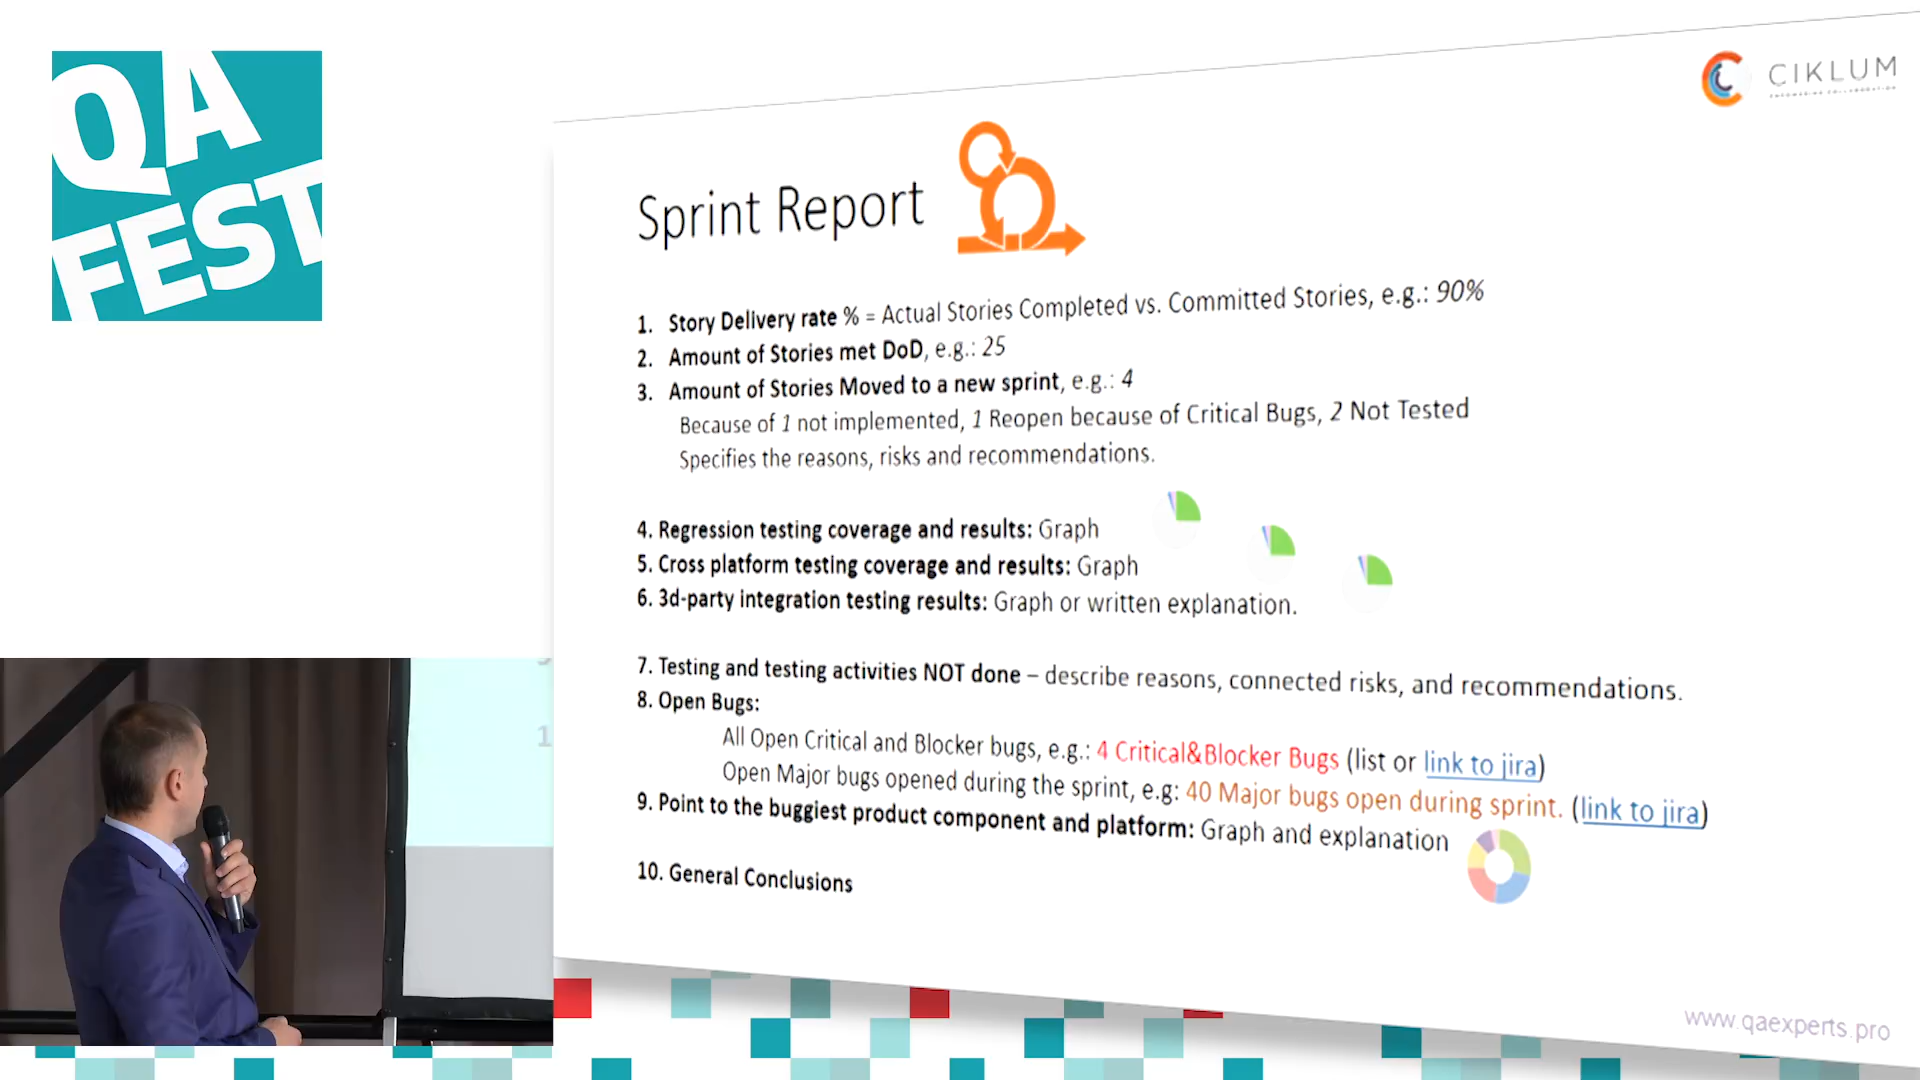 QA
FEST
CIKLUM
Sprint Report
1. Story Delivery rate % = Actual Stories Completed vs. Committed Stories, e.g.: 90%
2. Amount of Stories met DoD, e.g.: 25
3. Amount of Stories Moved to a new sprint, e.g.: 4
Because of 1 not implemented, 1 Reopen because of Critical Bugs, 2 Not Tested
Specifies the reasons, risks and recommendations.
4. Regression testing coverage and results: Graph
5. Cross platform testing coverage and results: Graph
6. 3d-party integration testing results: Graph or written explanation.
7. Testing and testing activities NOT done – describe reasons, connected risks, and recommendations.
8. Open Bugs:
All Open Critical and Blocker bugs, e.g.: 4 Critical&Blocker Bugs (list or link to jira)
Open Major bugs opened during the sprint, e.g: 40 Major bugs open during sprint. (link to jira)
9. Point to the buggiest product component and platform: Graph and explanation
10. General Conclusions
www.qaexperts.pro